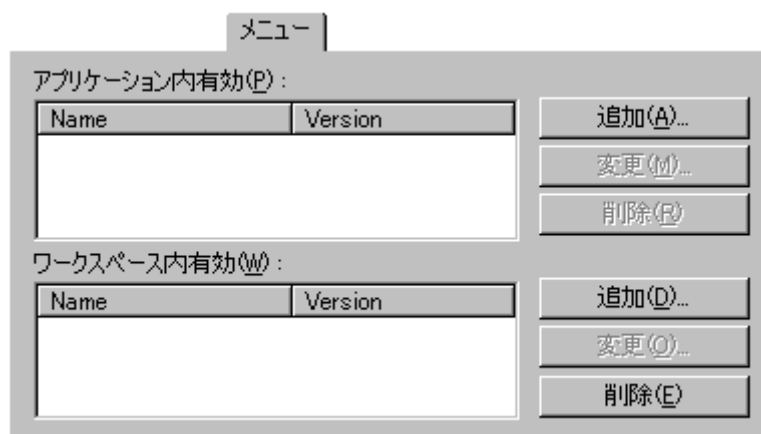 メニュー
アプリケーション内有効(P) :
Name Version
追加(A)...
変更(M)...
削除(R)
ワークスペース内有効(W) :
Name Version
追加(D)...
変更(O)...
削除(E)